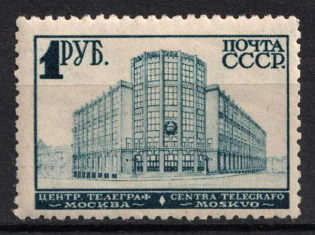 1 РУБ.
ПОЧТА
СССР.
ЦЕНТР. ТЕЛЕГРАФ ♦ CENTRA TELEGRAFO
~ МОСКВА ~ ~ MOSKVO ~